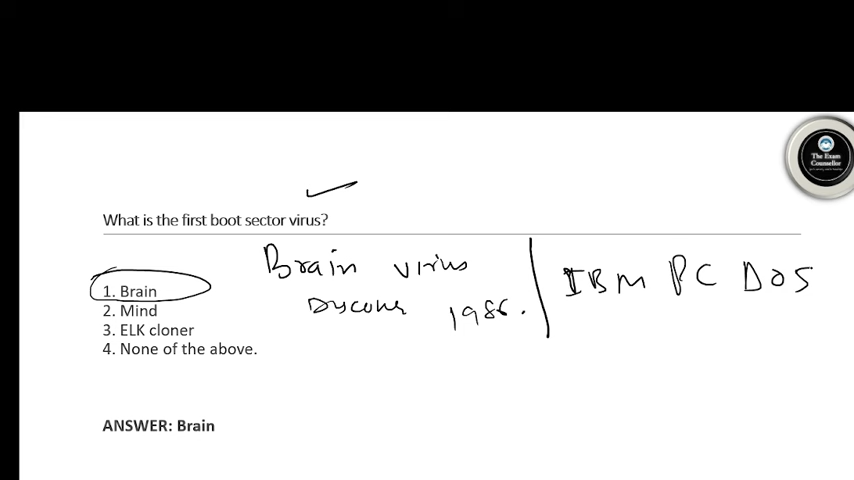 The Exam
Counsellor
What is the first boot sector virus?
Brain virus
IBM PC DOS
1. Brain
2. Mind
1986.
3. ELK cloner
4. None of the above.
ANSWER: Brain